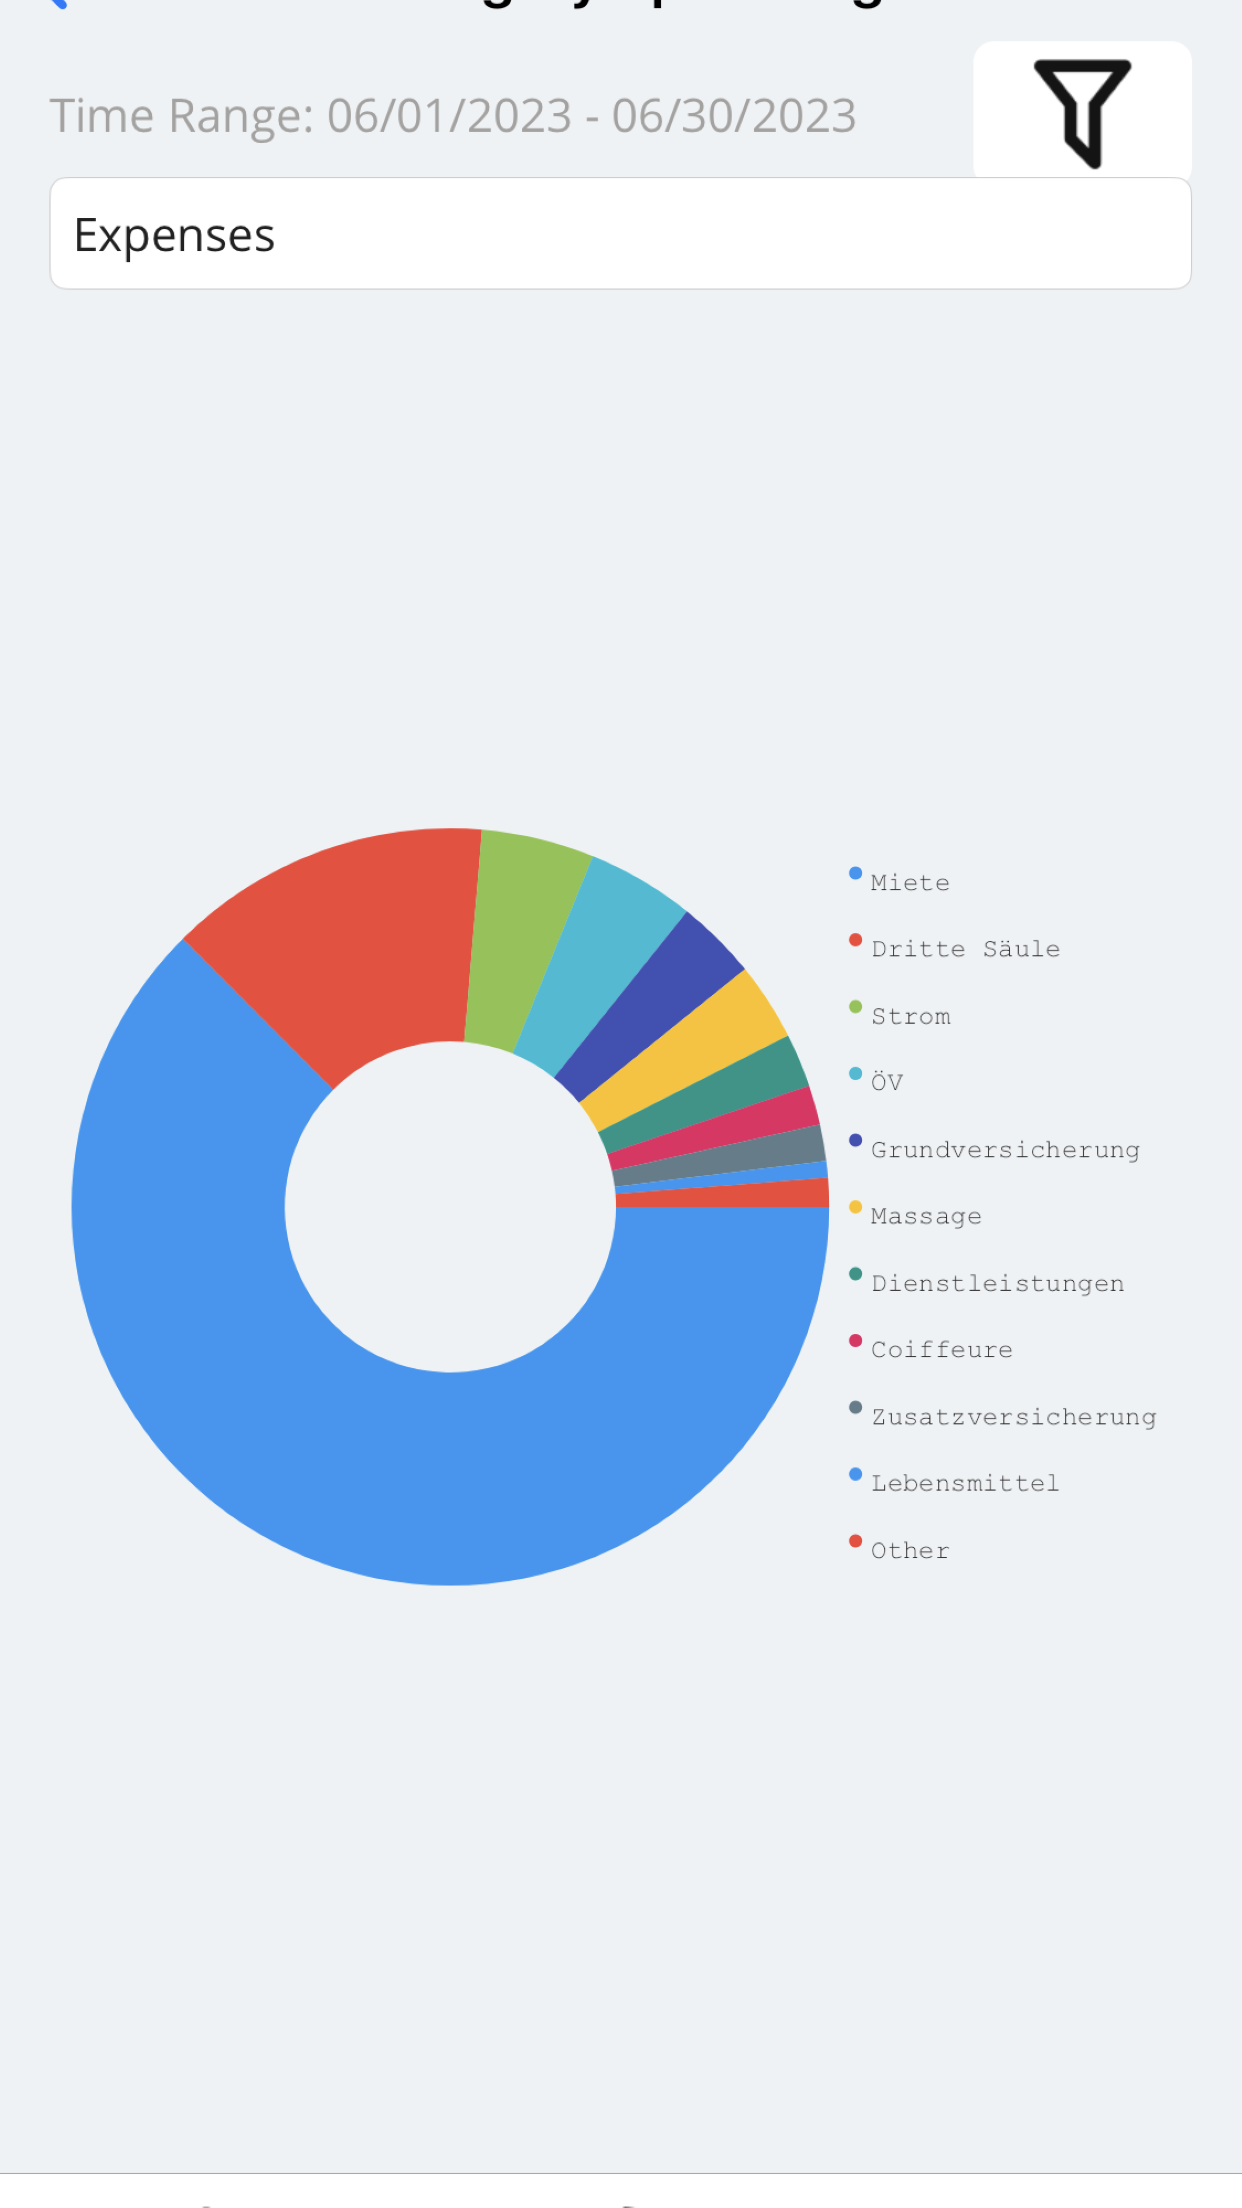 Time Range: 06/01/2023 - 06/30/2023
Expenses
Miete
Dritte Säule
Strom
ÖV
Grundversicherung
Massage
Dienstleistungen
Coiffeure
Zusatzversicherung
Lebensmittel
Other